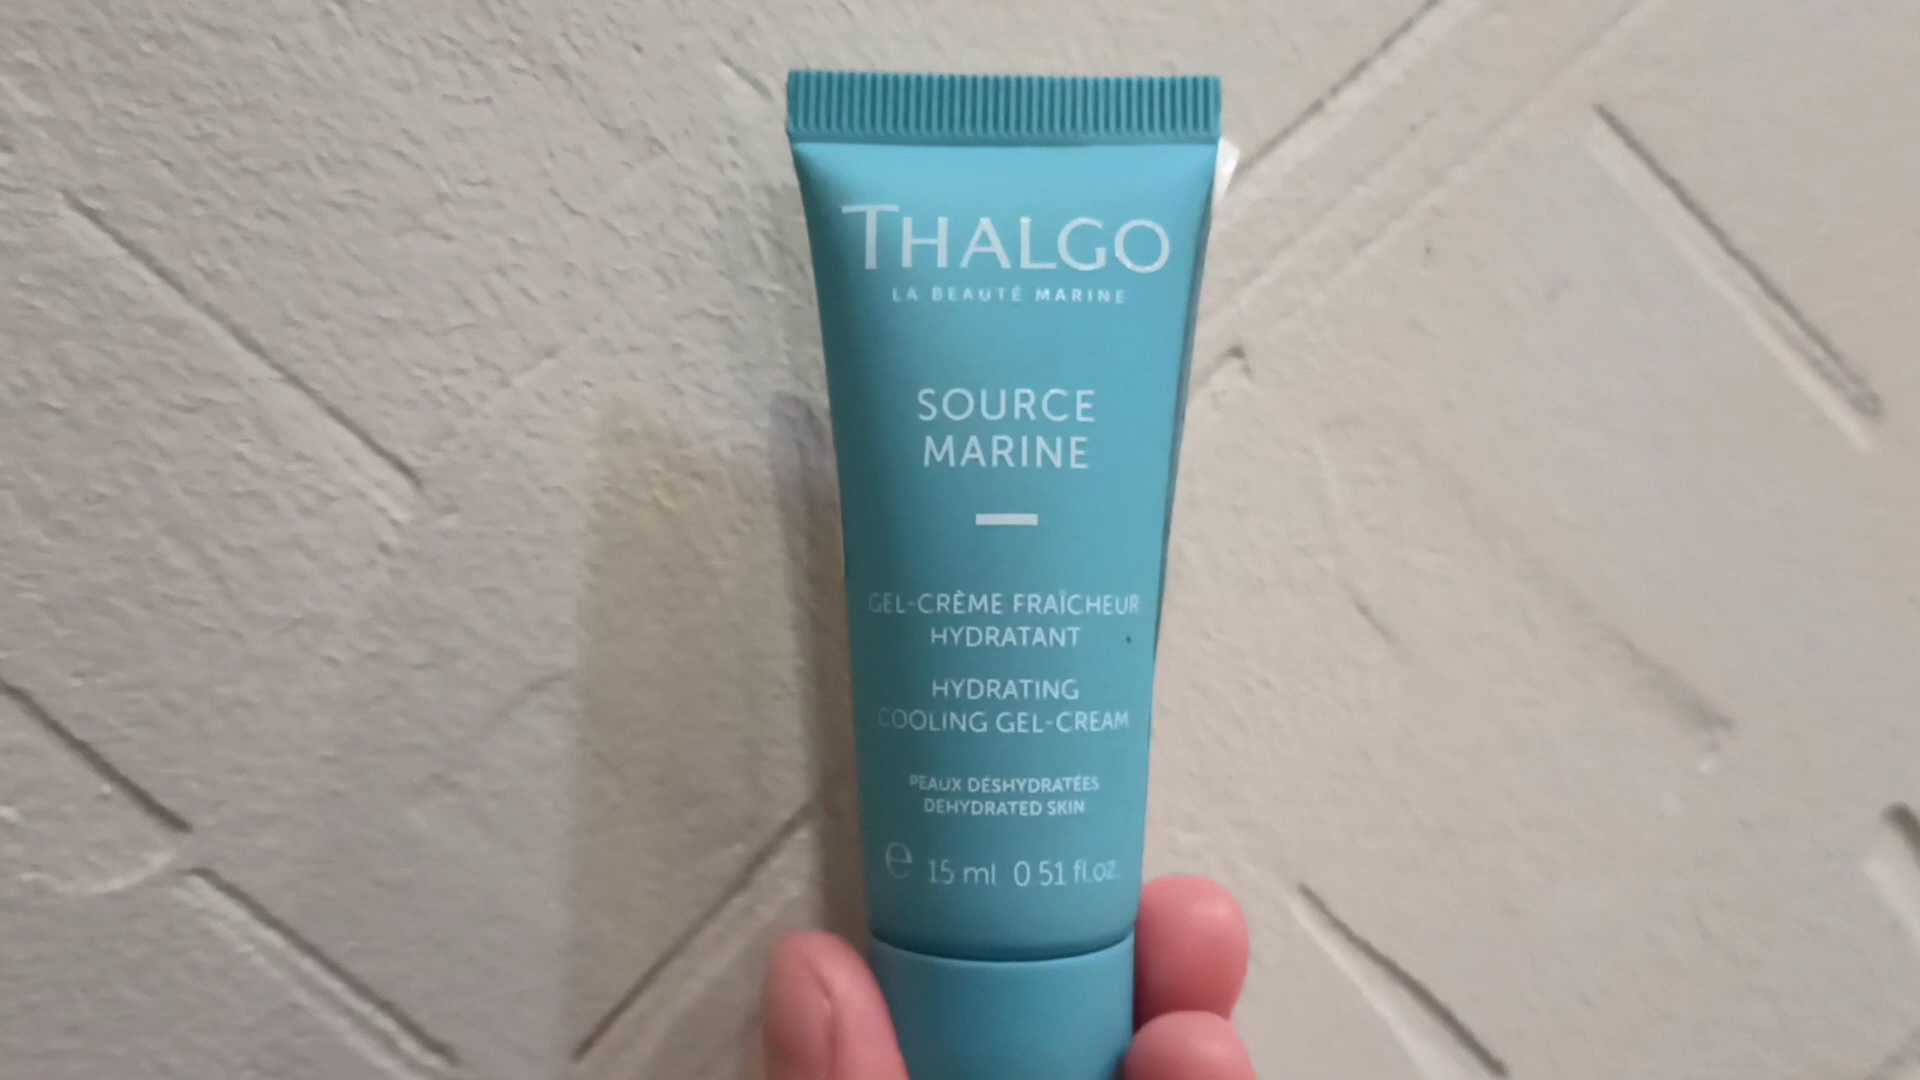 THALGO
LA BEAUTÉ MARINE
SOURCE
MARINE
GEL-CRÈME FRAÎCHEUR
HYDRATANT
HYDRATING
COOLING GEL-CREAM
PEAUX DÉSHYDRATÉES
DEHYDRATED SKIN
℮ 15 ml 0.51 fl.oz.